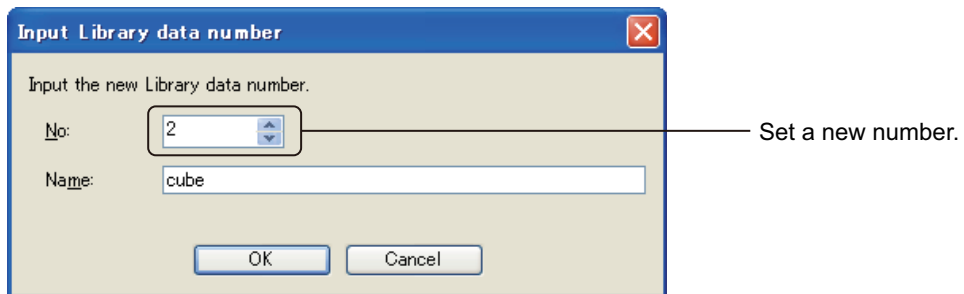 Input Library data number
Input the new Library data number.
No: 2 Set a new number.
Name: cube
OK Cancel